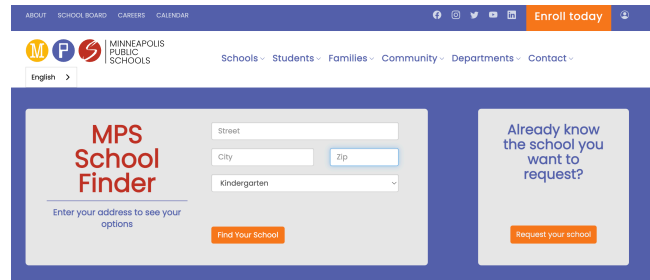 ABOUT SCHOOL BOARD CAREERS CALENDAR
Enroll today
MPS MINNEAPOLIS
PUBLIC
SCHOOLS
Schools Students Families Community Departments Contact
English >
MPS
School
Finder
Enter your address to see your
options
Street
City Zip
Kindergarten
Find Your School
Already know
the school you
want to
request?
Request your school